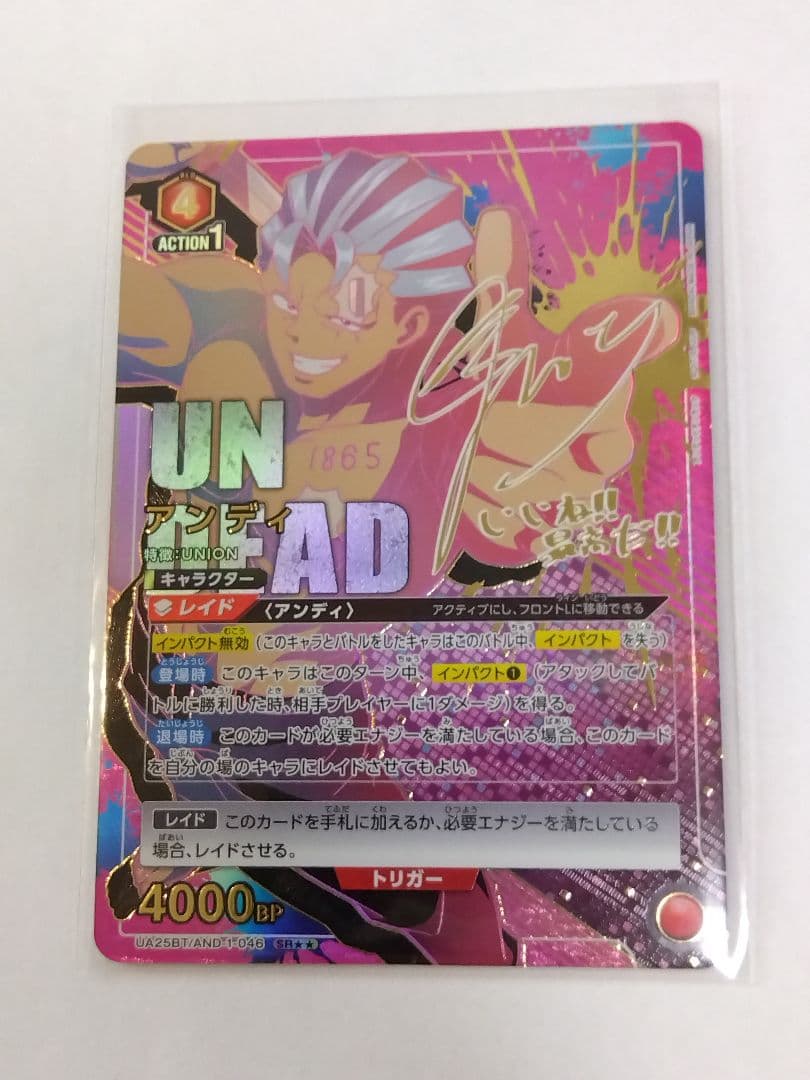 4
ACTION1
1865
UN
DEAD
アンディ
特徴:UNION
キャラクター
いいね!!
最高だ!!
レイド 〈アンディ〉 アクティブにし、フロントLに移動できる
インパクト無効 (このキャラとバトルをしたキャラはこのバトル中、インパクト を失う)
登場時 このキャラはこのターン中、インパクト❶ (アタックしてバ
トルに勝利した時、相手プレイヤーに1ダメージ)を得る。
退場時 このカードが必要エナジーを満たしている場合、このカード
を自分の場のキャラにレイドさせてもよい。
レイド このカードを手札に加えるか、必要エナジーを満たしている
場合、レイドさせる。
トリガー
4000BP
UA25BT/AND-1-046 SR★★